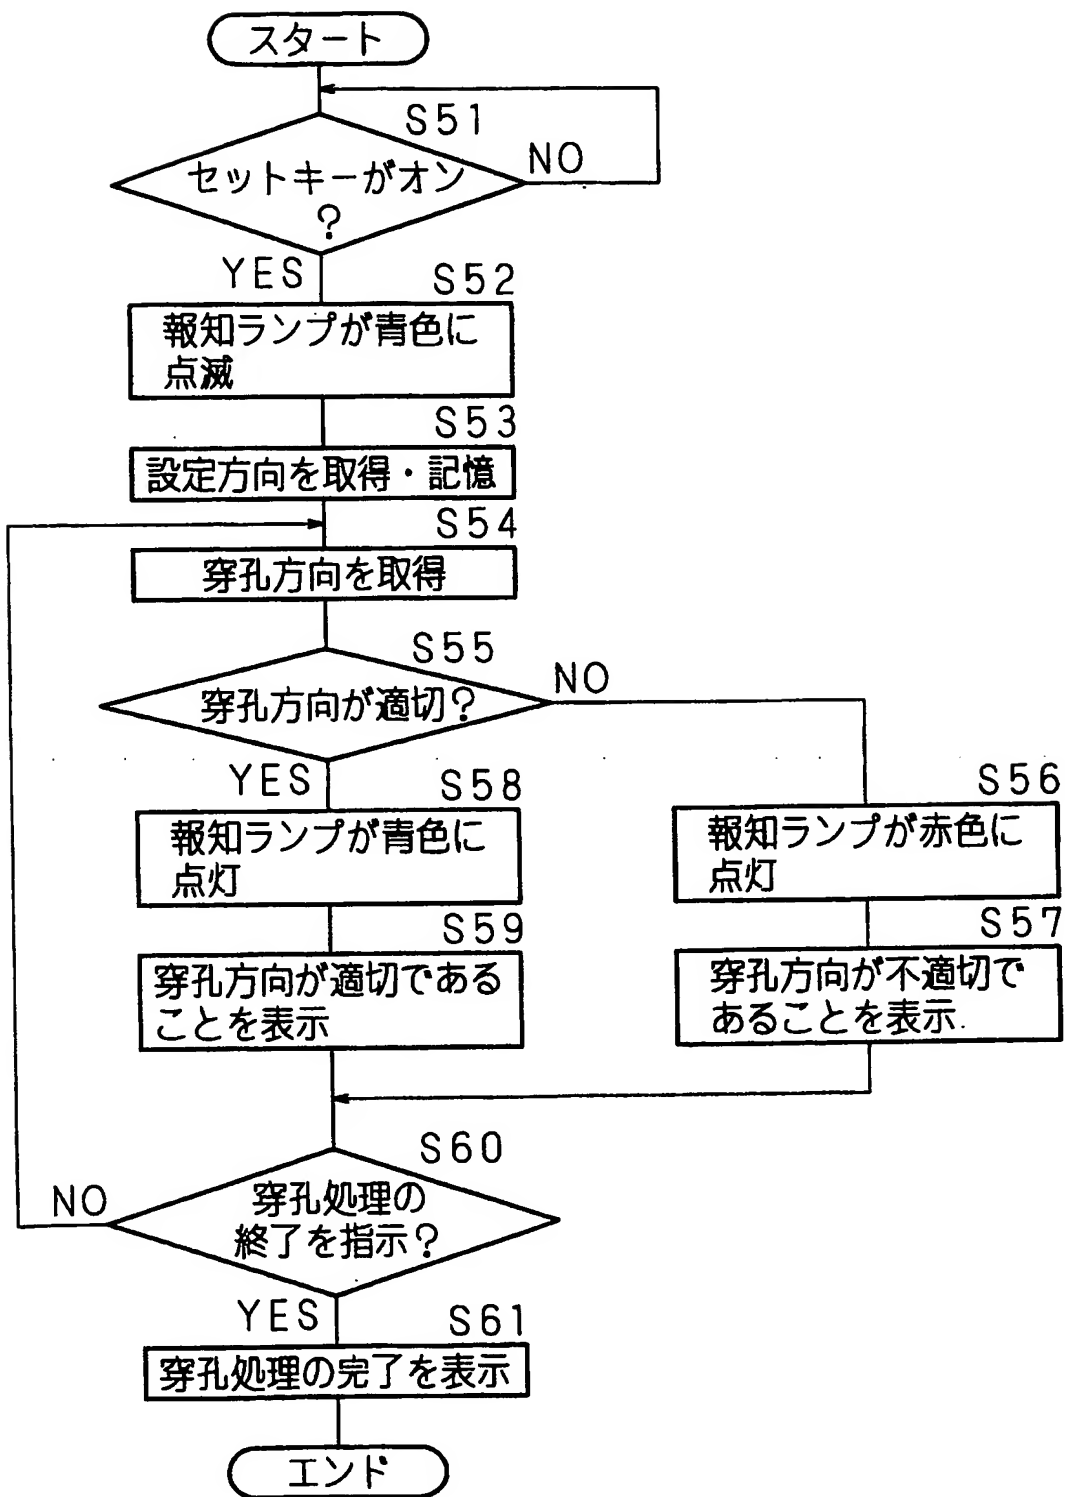 スタート
S51
セットキーがオン
?
NO
YES
S52
報知ランプが青色に
点滅
S53
設定方向を取得・記憶
S54
穿孔方向を取得
S55
穿孔方向が適切?
NO
YES
S58
報知ランプが青色に
点灯
S56
報知ランプが赤色に
点灯
S59
穿孔方向が適切である
ことを表示
S57
穿孔方向が不適切で
あることを表示
S60
穿孔処理の
終了を指示?
NO
YES
S61
穿孔処理の完了を表示
エンド